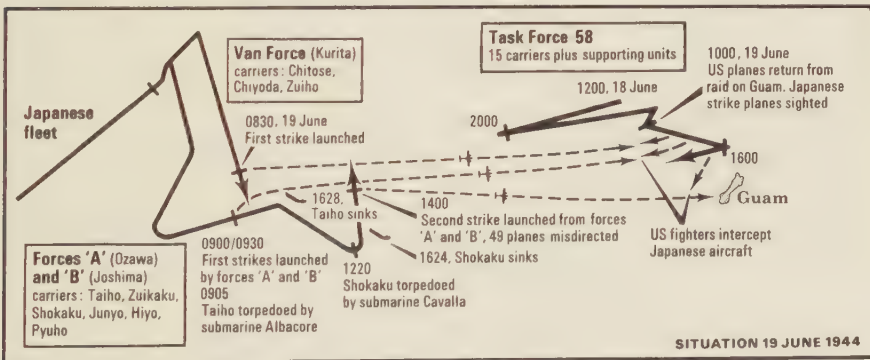 Japanese
fleet
Van Force (Kurita)
carriers: Chitose,
Chiyoda, Zuiho
0830, 19 June
First strike launched
Forces 'A' (Ozawa)
and 'B' (Joshima)
carriers: Taiho, Zuikaku,
Shokaku, Junyo, Hiyo,
Pyuho
0900/0930
First strikes launched
by forces 'A' and 'B'
0905
Taiho torpedoed by
submarine Albacore
1628,
Taiho sinks
1220
Shokaku torpedoed
by submarine Cavalla
1400
Second strike launched from forces
'A' and 'B', 49 planes misdirected
1624, Shokaku sinks
Task Force 58
15 carriers plus supporting units
2000
1200, 18 June
1000, 19 June
US planes return from
raid on Guam. Japanese
strike planes sighted
1600
Guam
US fighters intercept
Japanese aircraft
SITUATION 19 JUNE 1944